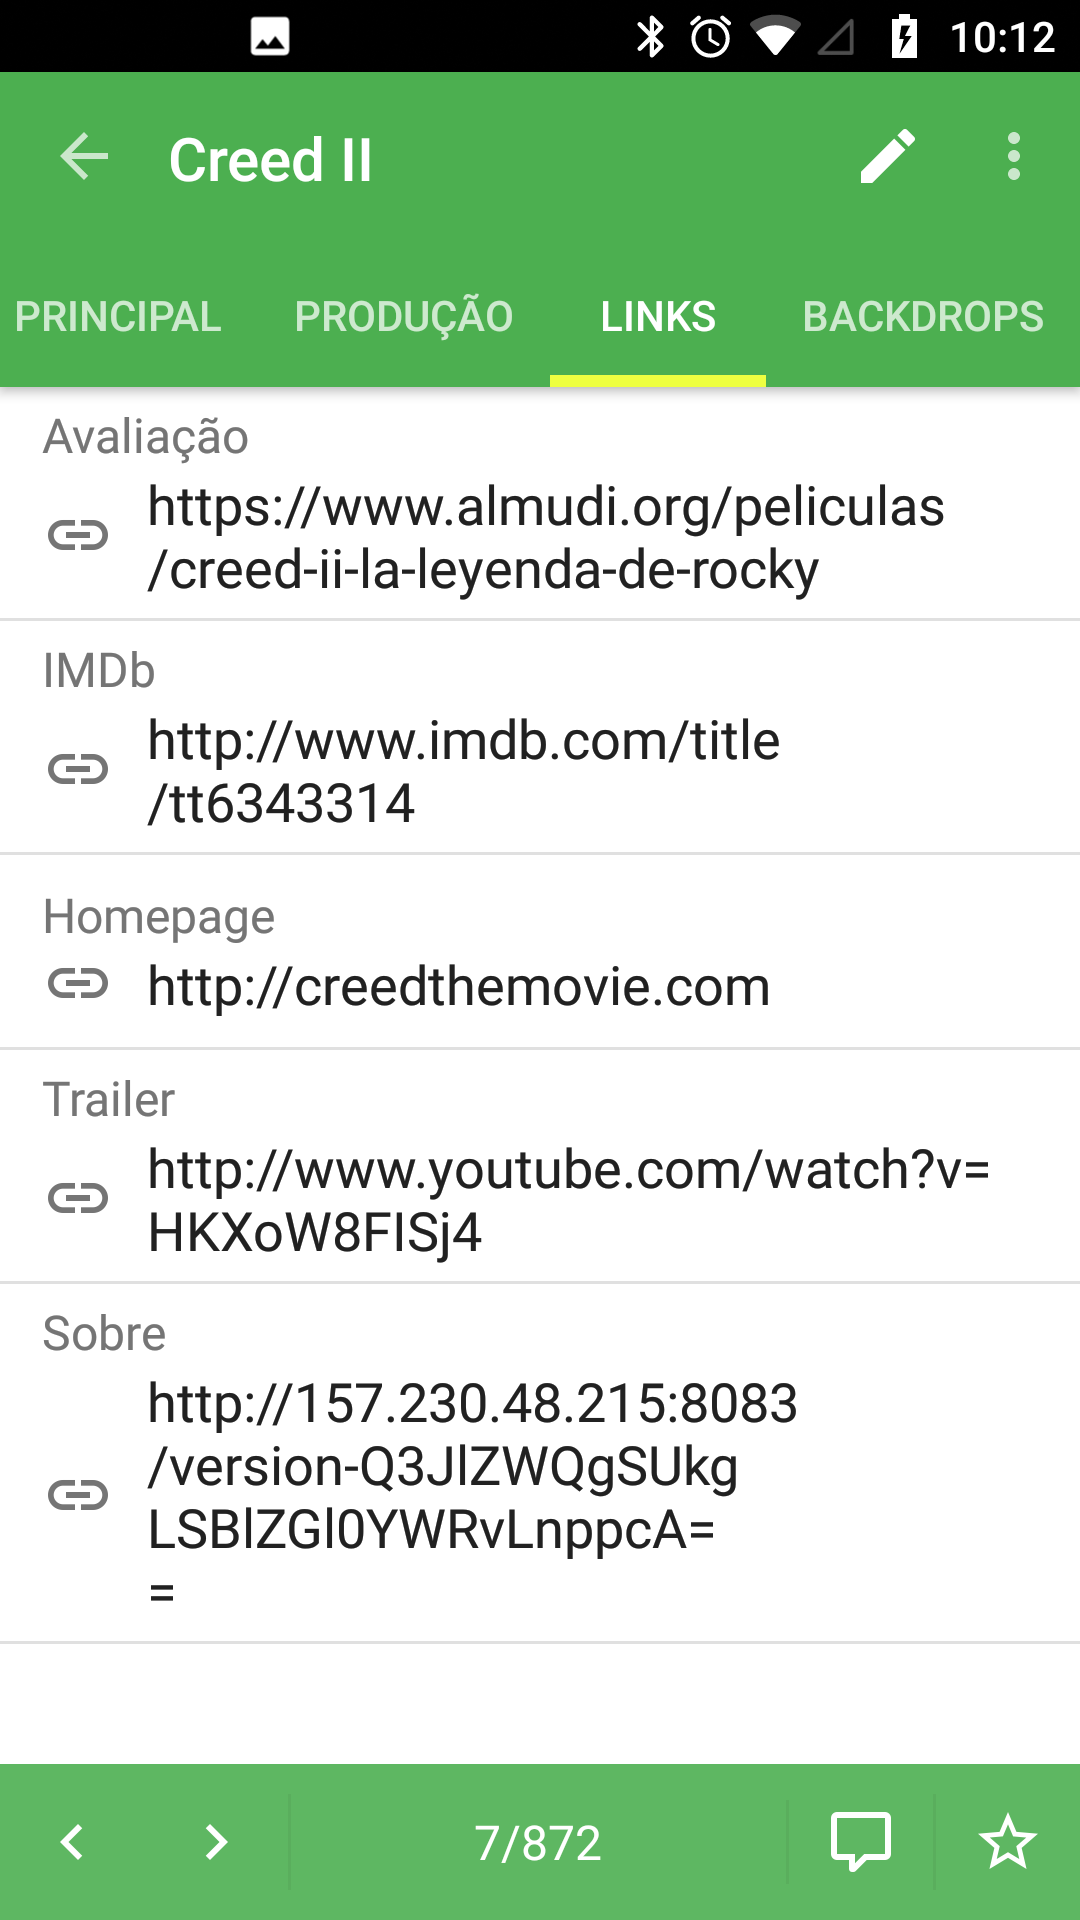 10:12
Creed II
PRINCIPAL PRODUÇÃO LINKS BACKDROPS
Avaliação
https://www.almudi.org/peliculas
/creed-ii-la-leyenda-de-rocky
IMDb
http://www.imdb.com/title
/tt6343314
Homepage
http://creedthemovie.com
Trailer
http://www.youtube.com/watch?v=
HKXoW8FISj4
Sobre
http://157.230.48.215:8083
/version-Q3JlZWQgSUkg
LSBlZGl0YWRvLnppcA=
=
7/872